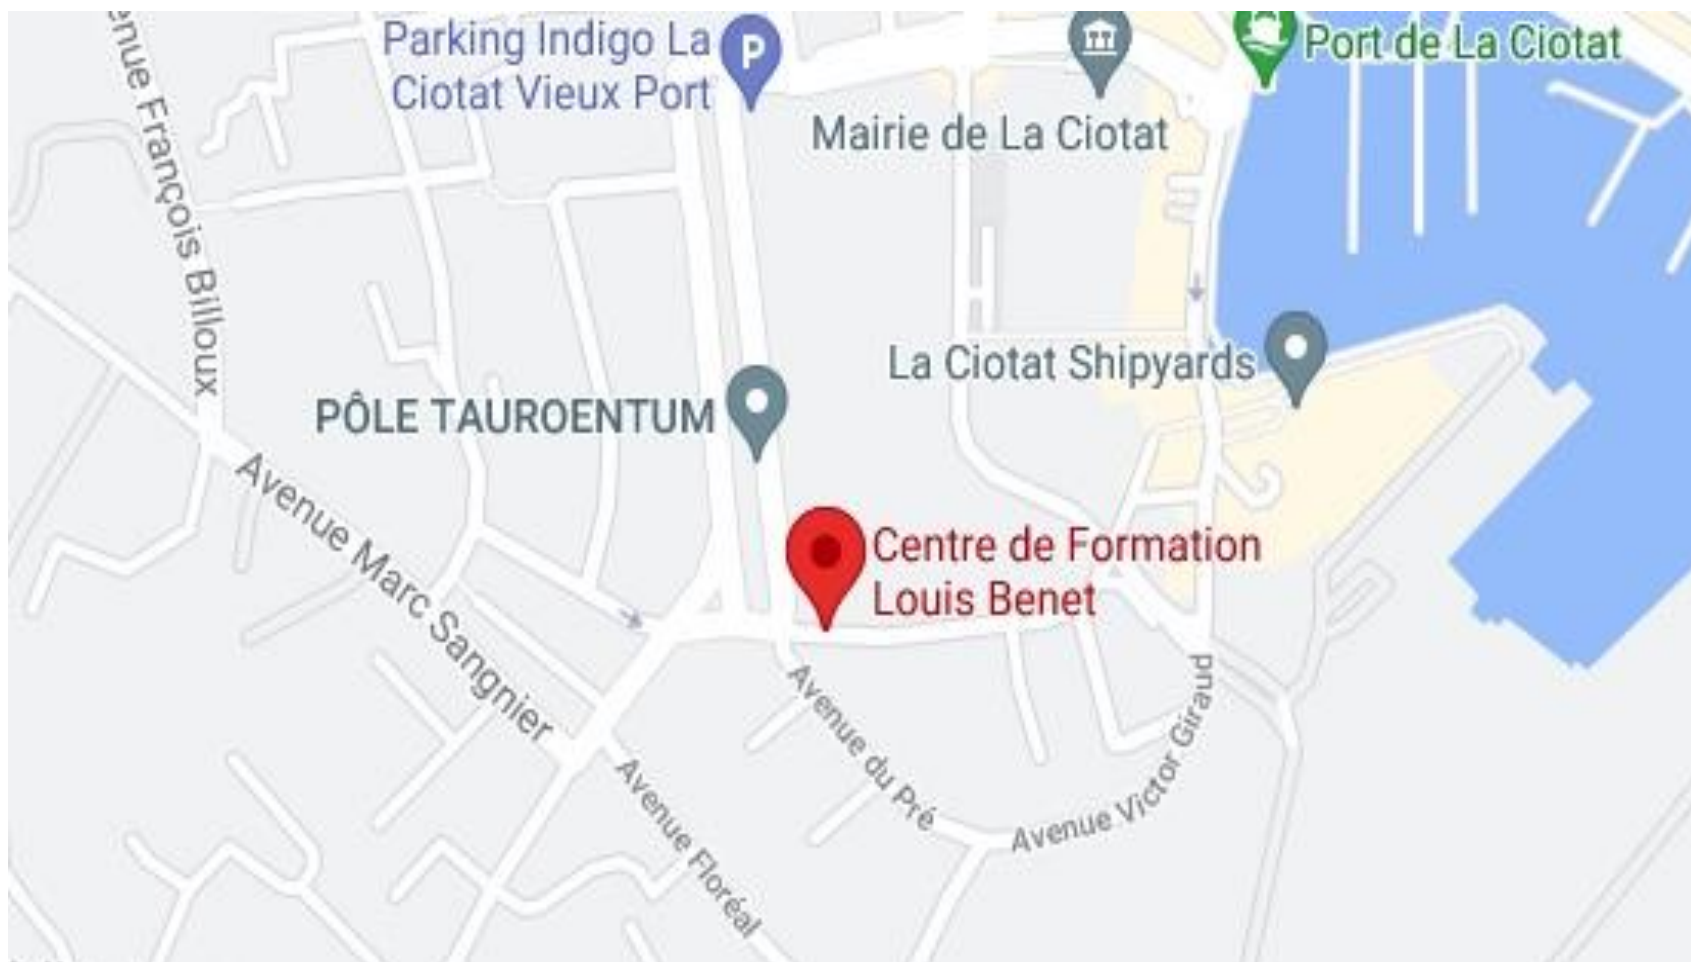 Parking Indigo La
Ciotat Vieux Port
P
Port de La Ciotat
Mairie de La Ciotat
enue François Billoux
La Ciotat Shipyards
PÔLE TAUROENTUM
Avenue Marc Sangnier
Centre de Formation
Louis Benet
Avenue du Pré
Avenue Victor Giraud
Avenue Floréal